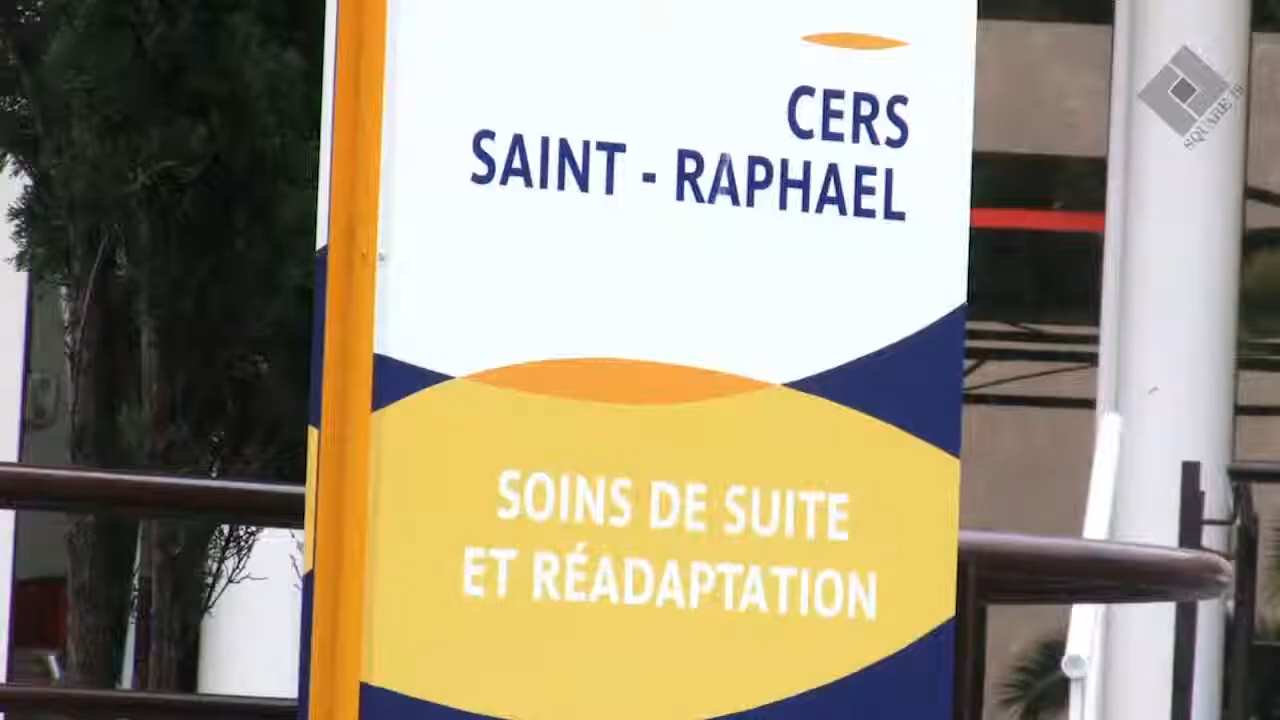 CERS
SAINT - RAPHAEL
SOINS DE SUITE
ET RÉADAPTATION